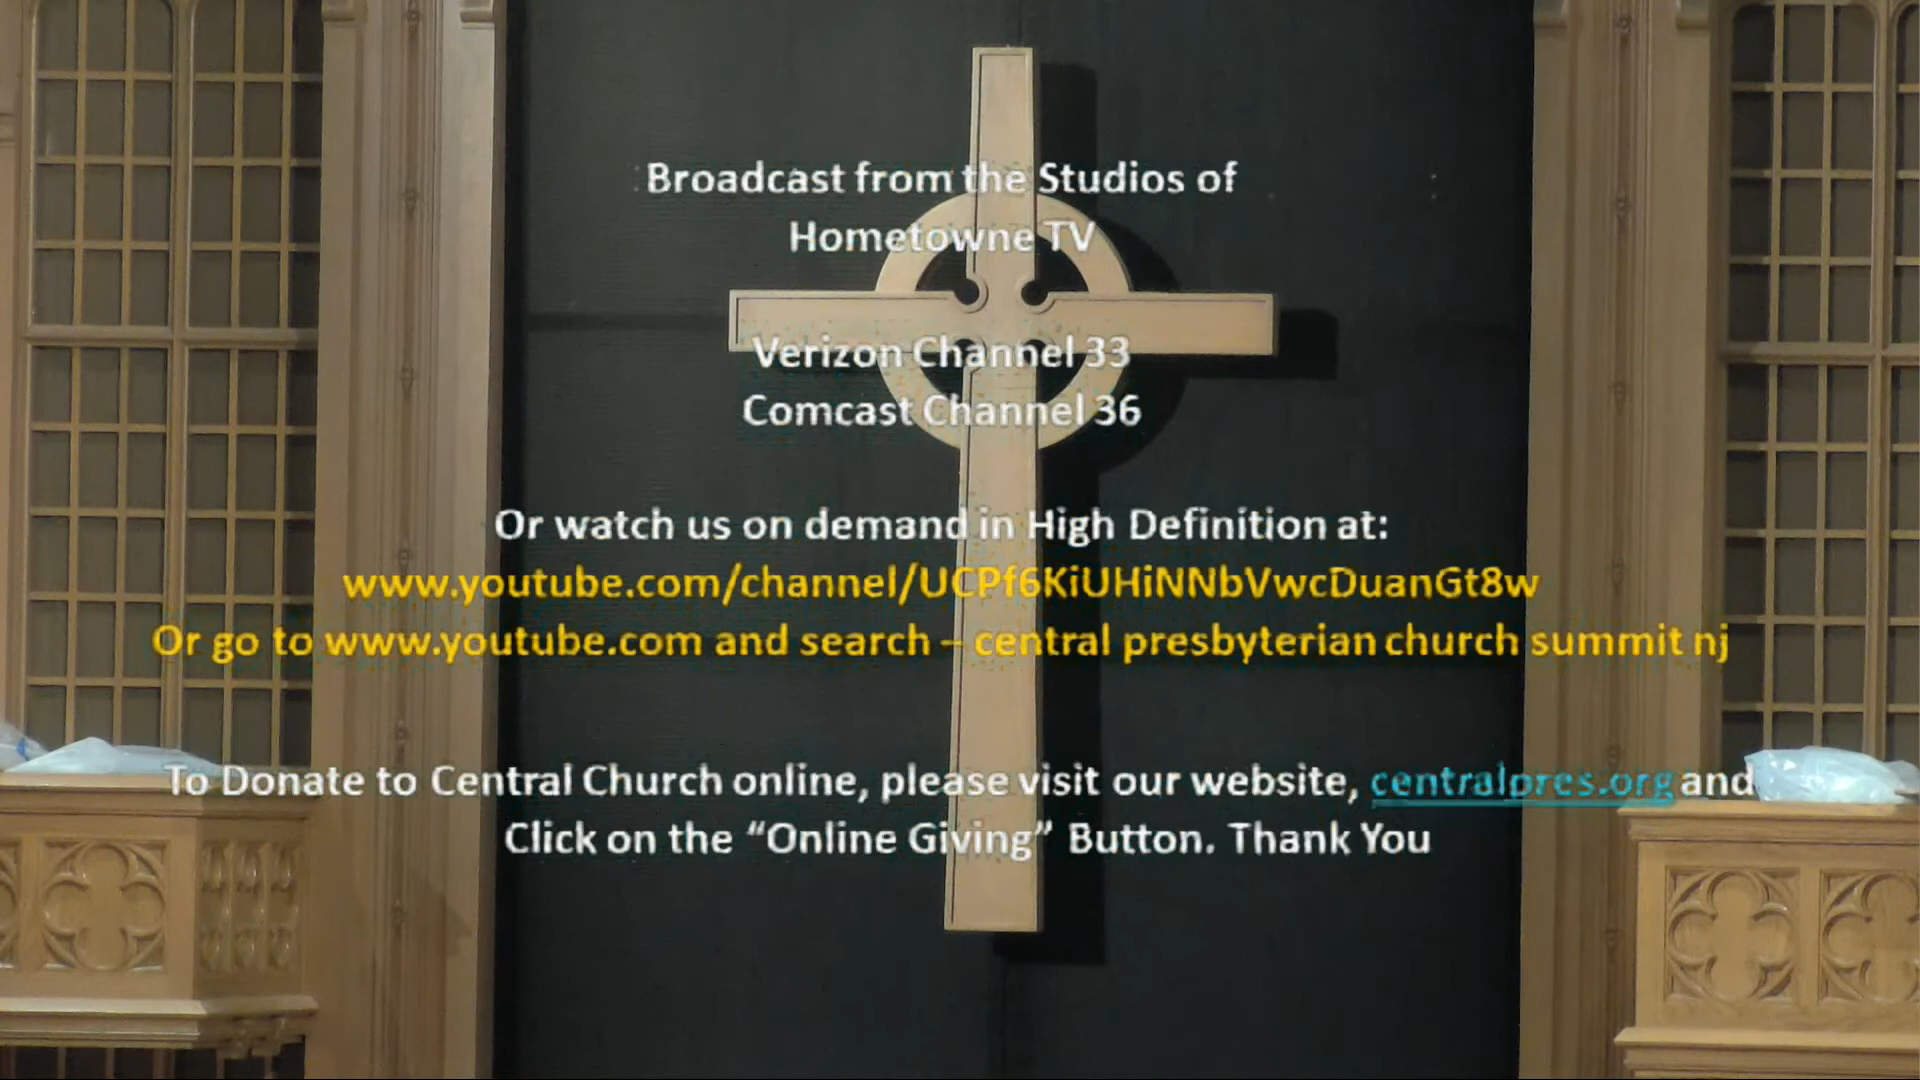 Broadcast from the Studios of
Hometowne TV
Verizon Channel 33
Comcast Channel 36
Or watch us on demand in High Definition at:
www.youtube.com/channel/UCPf6KiUHiNNbVwcDuanGt8w
Or go to www.youtube.com and search – central presbyterian church summit nj
To Donate to Central Church online, please visit our website, centralpres.org and
Click on the “Online Giving” Button. Thank You